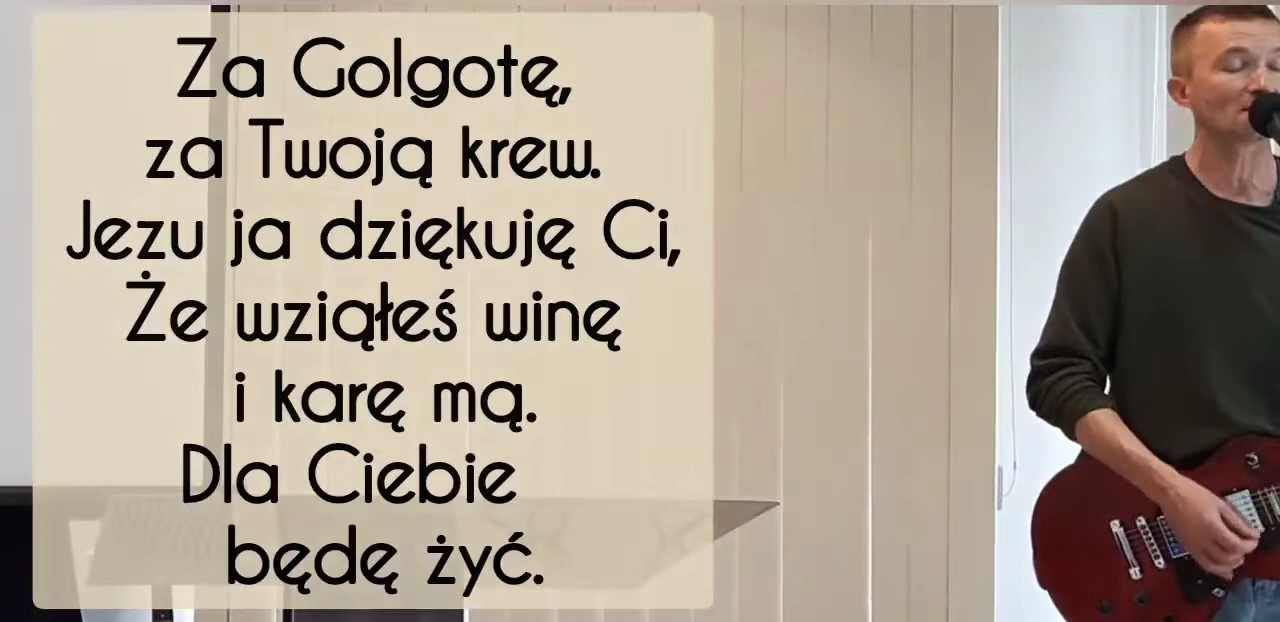 Za Golgotę,
za Twoją krew.
Jezu ja dziękuję Ci,
Że wziąłeś winę
i karę mą.
Dla Ciebie
będę żyć.